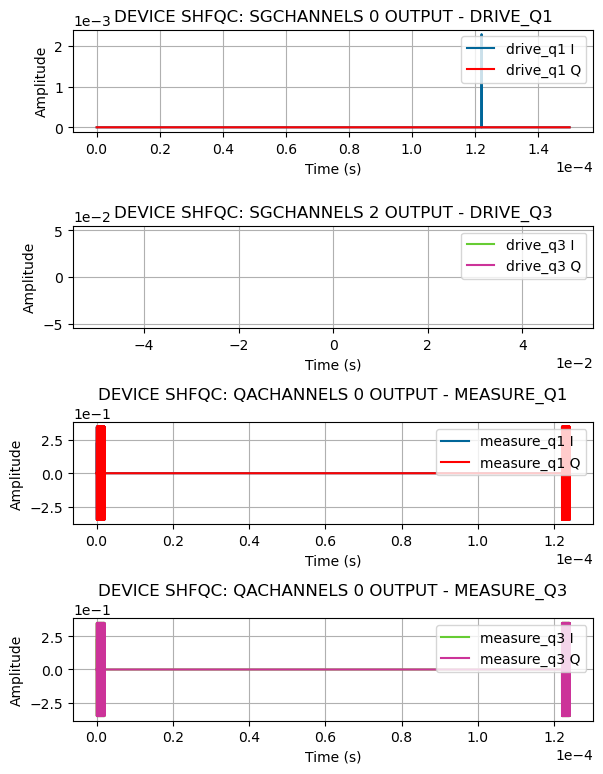 DEVICE SHFQC: SGCHANNELS 0 OUTPUT - DRIVE_Q1
1e−3
2
1
0
Amplitude
drive_q1 I
drive_q1 Q
0.0 0.2 0.4 0.6 0.8 1.0 1.2 1.4
Time (s)
1e−4
DEVICE SHFQC: SGCHANNELS 2 OUTPUT - DRIVE_Q3
1e−2
5
0
−5
Amplitude
drive_q3 I
drive_q3 Q
−4 −2 0 2 4
Time (s)
1e−2
DEVICE SHFQC: QACHANNELS 0 OUTPUT - MEASURE_Q1
1e−1
2.5
0.0
−2.5
Amplitude
measure_q1 I
measure_q1 Q
0.0 0.2 0.4 0.6 0.8 1.0 1.2
Time (s)
1e−4
DEVICE SHFQC: QACHANNELS 0 OUTPUT - MEASURE_Q3
1e−1
2.5
0.0
−2.5
Amplitude
measure_q3 I
measure_q3 Q
0.0 0.2 0.4 0.6 0.8 1.0 1.2
Time (s)
1e−4